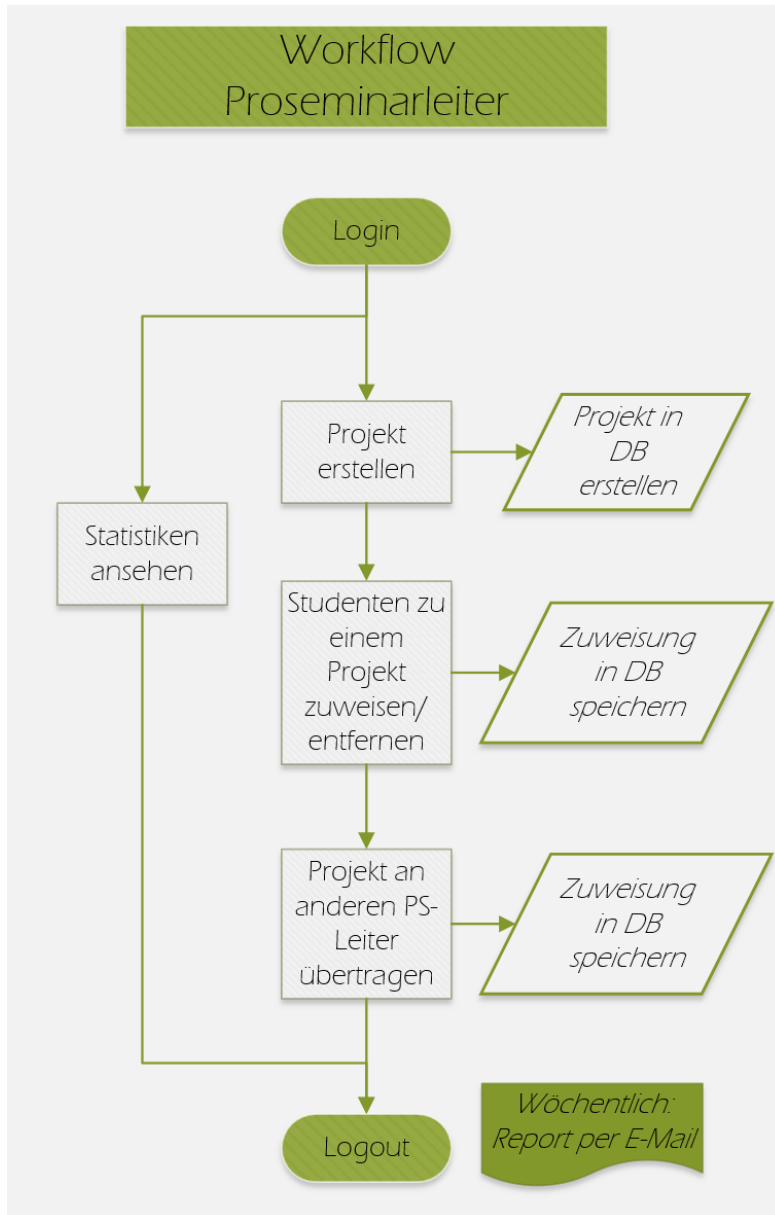 Workflow
Proseminarleiter
Login
Projekt
erstellen
Projekt in
DB
erstellen
Statistiken
ansehen
Studenten zu
einem
Projekt
zuweisen/
entfernen
Zuweisung
in DB
speichern
Projekt an
anderen PS-
Leiter
übertragen
Zuweisung
in DB
speichern
Logout
Wöchentlich:
Report per E-Mail